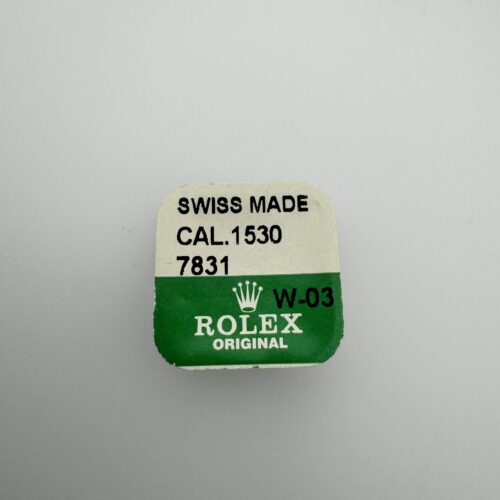 SWISS MADE
CAL.1530
7831
W-03
ROLEX
ORIGINAL